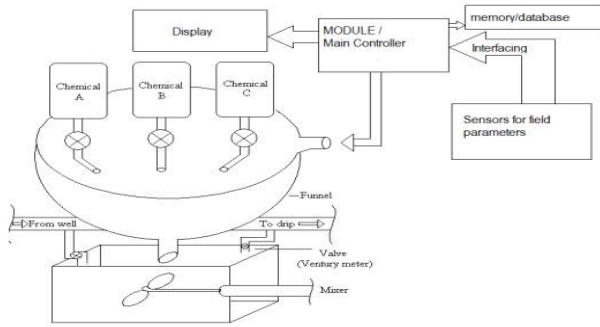 memory/database
Display
MODULE /
Main Controller
Interfacing
Chemical
A
Chemical
B
Chemical
C
Sensors for field
parameters
Funnel
From well
To drip
Valve
(Ventury meter)
Mixer